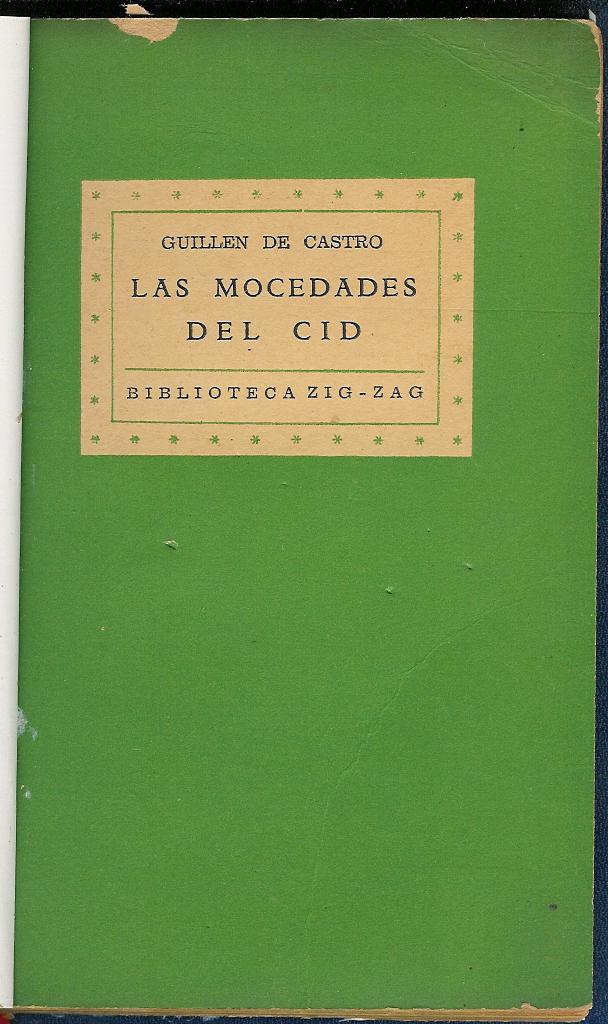 GUILLEN DE CASTRO
LAS MOCEDADES
DEL CID
BIBLIOTECA ZIG-ZAG